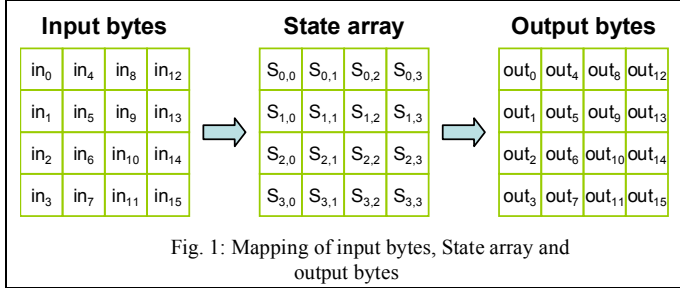 Input bytes State array Output bytes
in0 in4 in8 in12 S0,0 S0,1 S0,2 S0,3 out0 out4 out8 out12
in1 in5 in9 in13 S1,0 S1,1 S1,2 S1,3 out1 out5 out9 out13
in2 in6 in10 in14 S2,0 S2,1 S2,2 S2,3 out2 out6 out10 out14
in3 in7 in11 in15 S3,0 S3,1 S3,2 S3,3 out3 out7 out11 out15
Fig. 1: Mapping of input bytes, State array and
output bytes